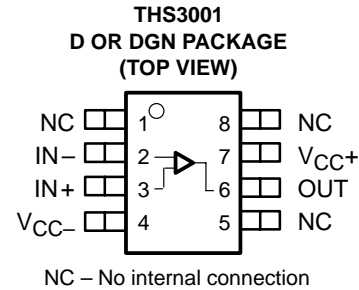 THS3001
D OR DGN PACKAGE
(TOP VIEW)
NC 1 8 NC
IN− 2 7 VCC+
IN+ 3 6 OUT
VCC− 4 5 NC
NC – No internal connection